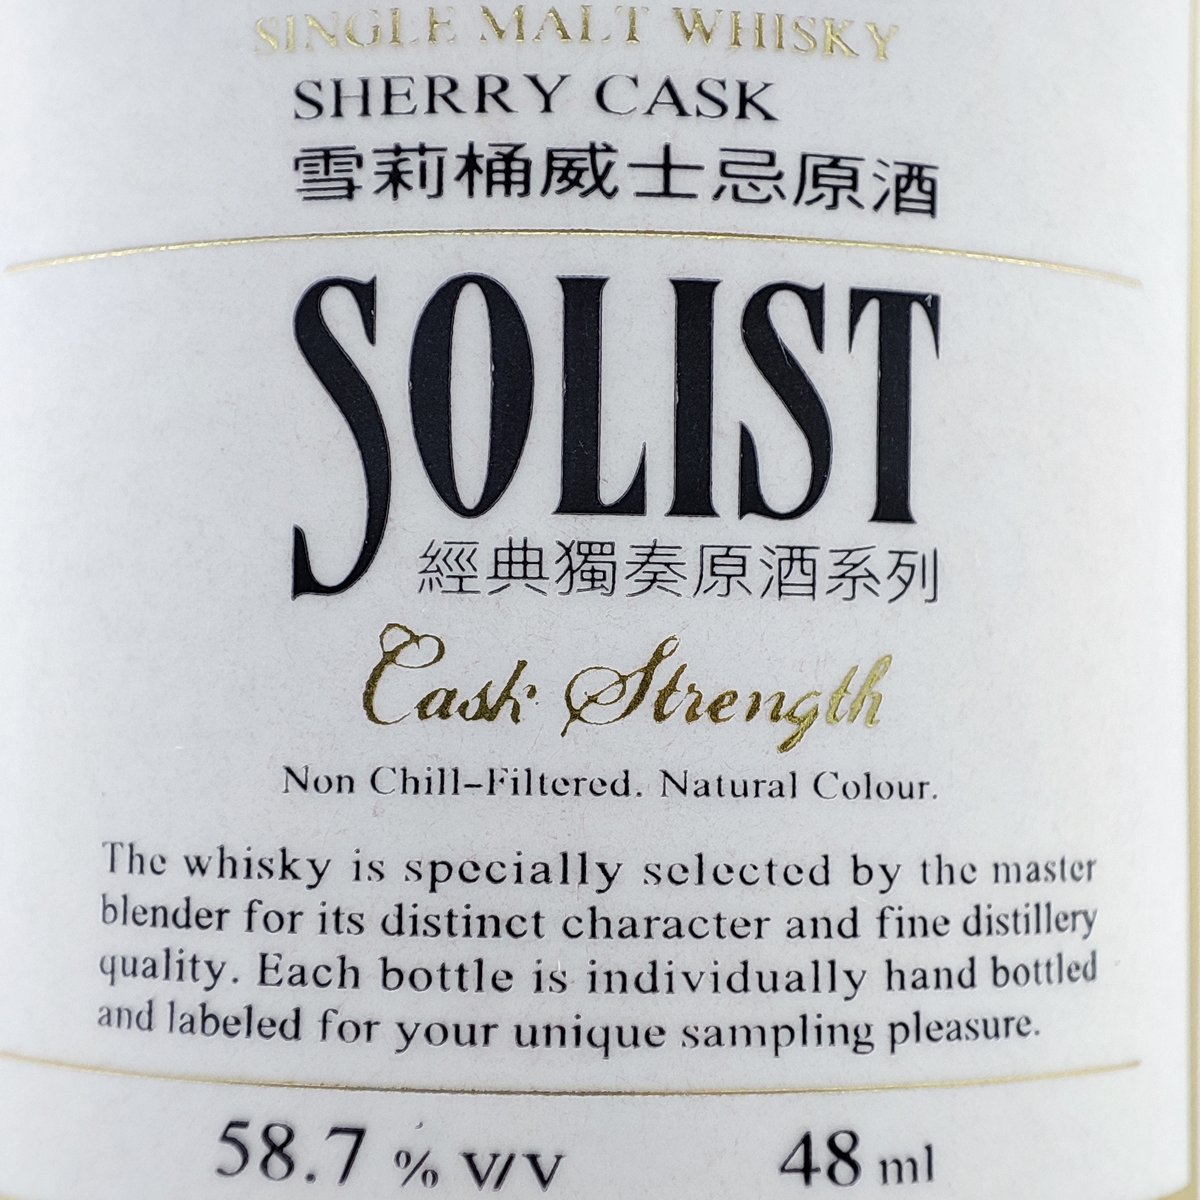 SINGLE MALT WHISKY
SHERRY CASK
雪莉桶威士忌原酒
SOLIST
經典獨奏原酒系列
Cask Strength
Non Chill-Filtered. Natural Colour.
The whisky is specially selected by the master
blender for its distinct character and fine distillery
quality. Each bottle is individually hand bottled
and labeled for your unique sampling pleasure.
58.7 % V/V 48 ml